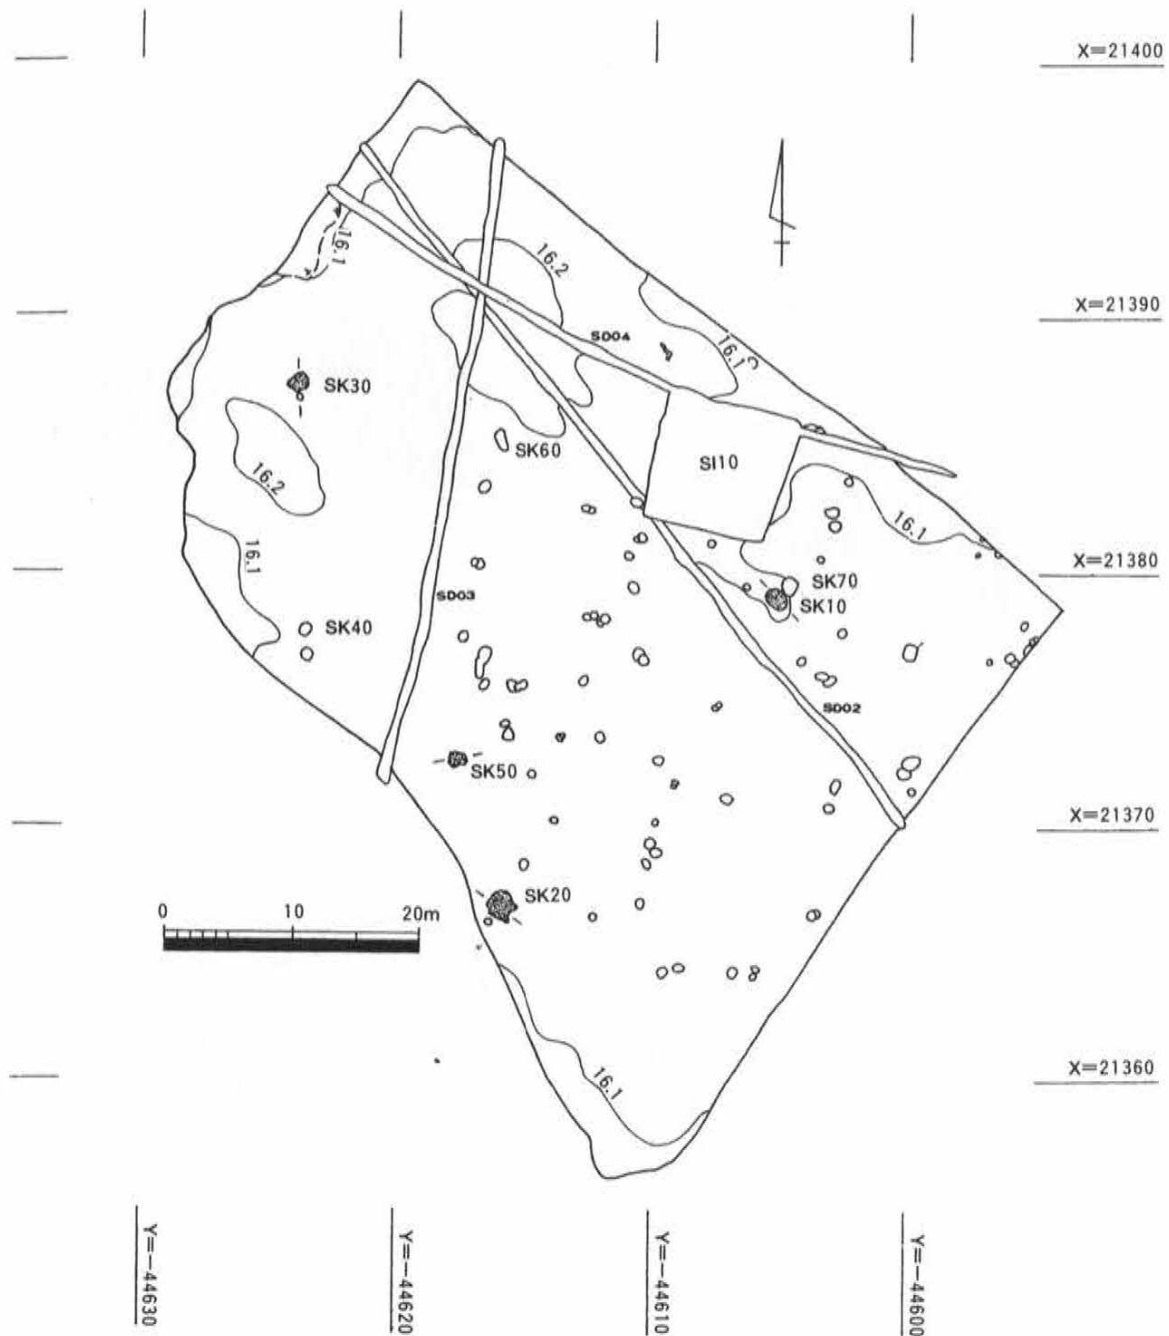 X=21400
16.1
16.2
X=21390
SD04
16.1
SK30
SK60
SI10
16.2
16.1
16.1
X=21380
SK70
SD03
SK10
SK40
SD02
SK50
X=21370
SK20
0 10 20m
16.1
X=21360
Y=-44630
Y=-44620
Y=-44610
Y=-44600